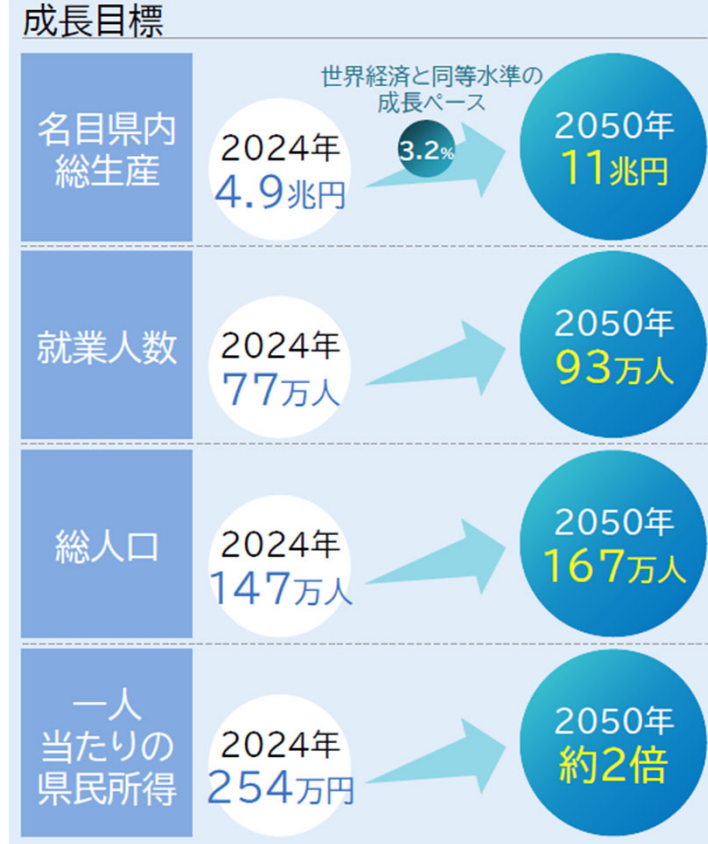 成長目標
名目県内
総生産
2024年
4.9兆円
世界経済と同等水準の
成長ペース
3.2%
2050年
11兆円
就業人数
2024年
77万人
2050年
93万人
総人口
2024年
147万人
2050年
167万人
一人
当たりの
県民所得
2024年
254万円
2050年
約2倍